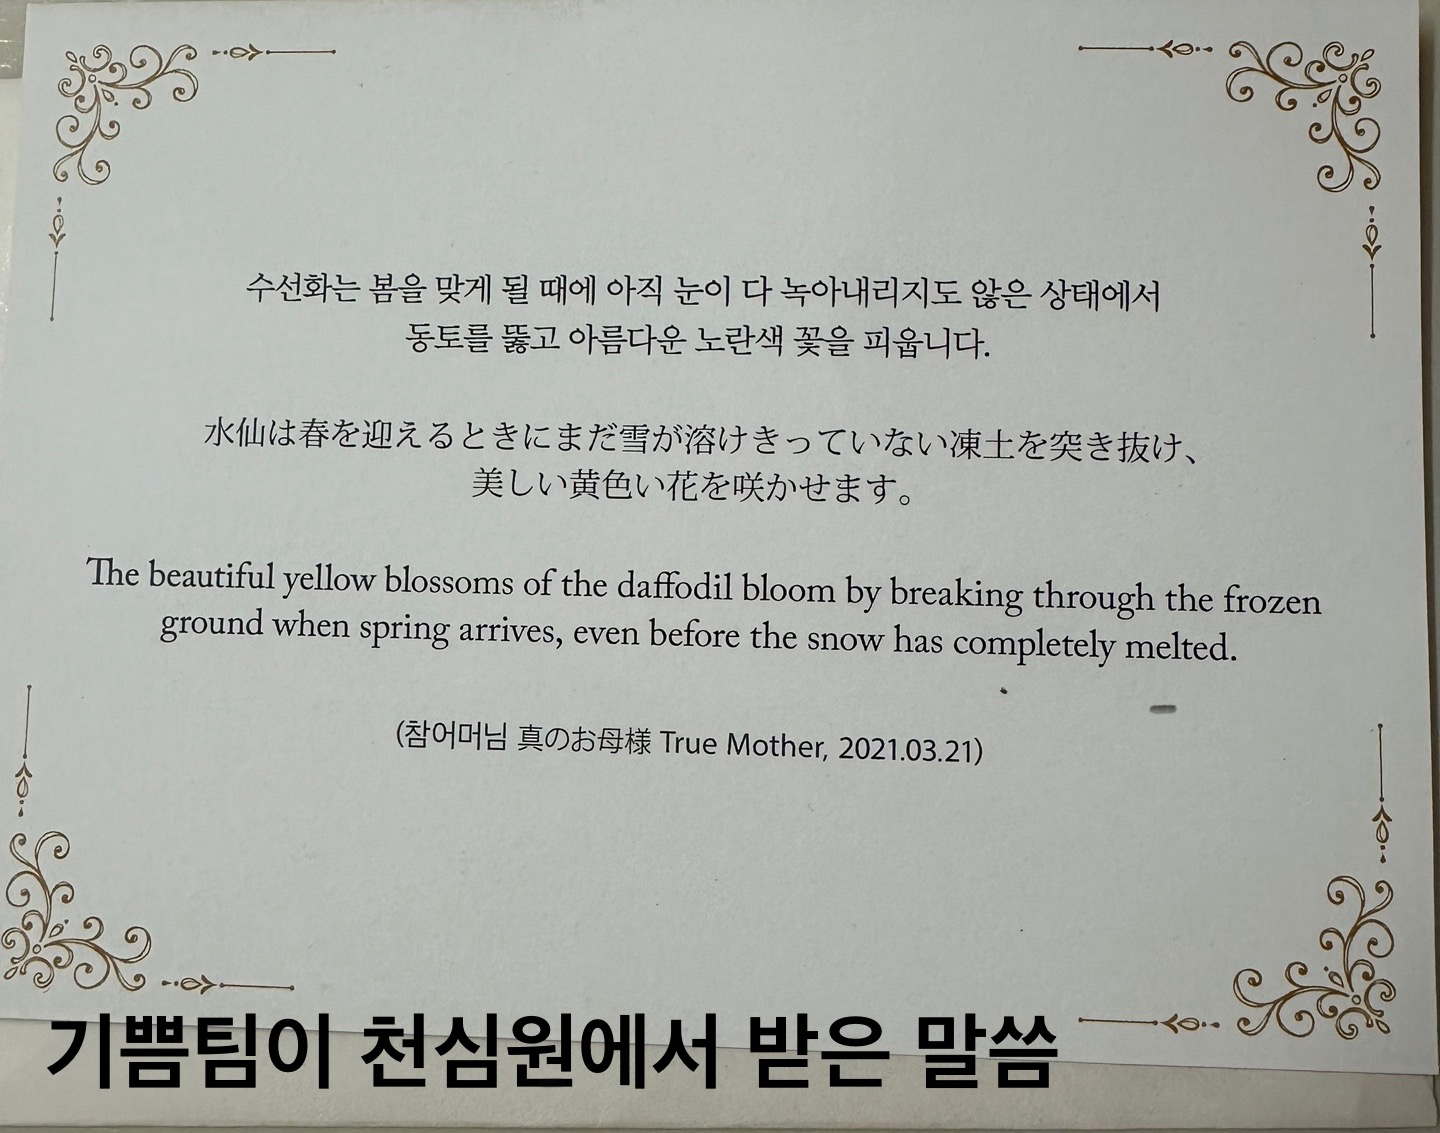 수선화는 봄을 맞게 될 때에 아직 눈이 다 녹아내리지도 않은 상태에서
동토를 뚫고 아름다운 노란색 꽃을 피웁니다.
水仙は春を迎えるときにまだ雪が溶けきっていない凍土を突き抜け、
美しい黄色い花を咲かせます。
The beautiful yellow blossoms of the daffodil bloom by breaking through the frozen
ground when spring arrives, even before the snow has completely melted.
(참어머님 真のお母様 True Mother, 2021.03.21)
기쁨팀이 천심원에서 받은 말씀